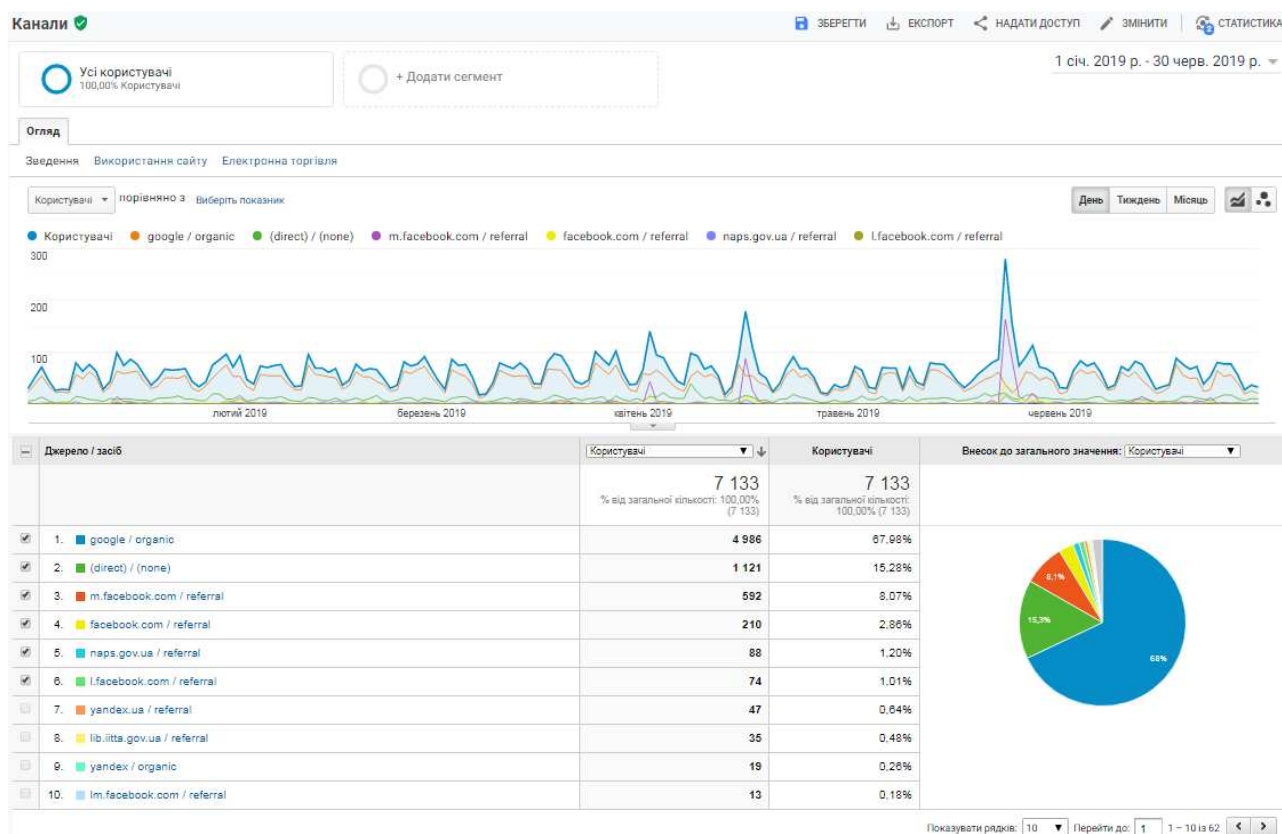 Канали
ЗБЕРЕГТИ ЕКСПОРТ НАДАТИ ДОСТУП ЗМІНИТИ СТАТИСТИКА
1 січ. 2019 р. - 30 черв. 2019 р.
Усі користувачі
100,00% Користувачі
+ Додати сегмент
Огляд
Зведення Використання сайту Електронна торгівля
Користувачі порівняно з Виберіть показник
День Тиждень Місяць
Користувачі google / organic (direct) / (none) m.facebook.com / referral facebook.com / referral naps.gov.ua / referral l.facebook.com / referral
300
200
100
лютий 2019 березень 2019 квітень 2019 травень 2019 червень 2019
Джерело / засіб Користувачі Користувачі Внесок до загального значення: Користувачі
7 133 7 133
% від загальної кількості: 100,00% (7 133) % від загальної кількості: 100,00% (7 133)
1. google / organic 4 986 67,98%
2. (direct) / (none) 1 121 15,28%
3. m.facebook.com / referral 592 8,07%
4. facebook.com / referral 210 2,86%
5. naps.gov.ua / referral 88 1,20%
6. l.facebook.com / referral 74 1,01%
7. yandex.ua / referral 47 0,64%
8. lib.iitta.gov.ua / referral 35 0,48%
9. yandex / organic 19 0,26%
10. lm.facebook.com / referral 13 0,18%
8,1%
15,3%
68%
Показувати рядків: 10 Перейти до: 1 1 – 10 із 62